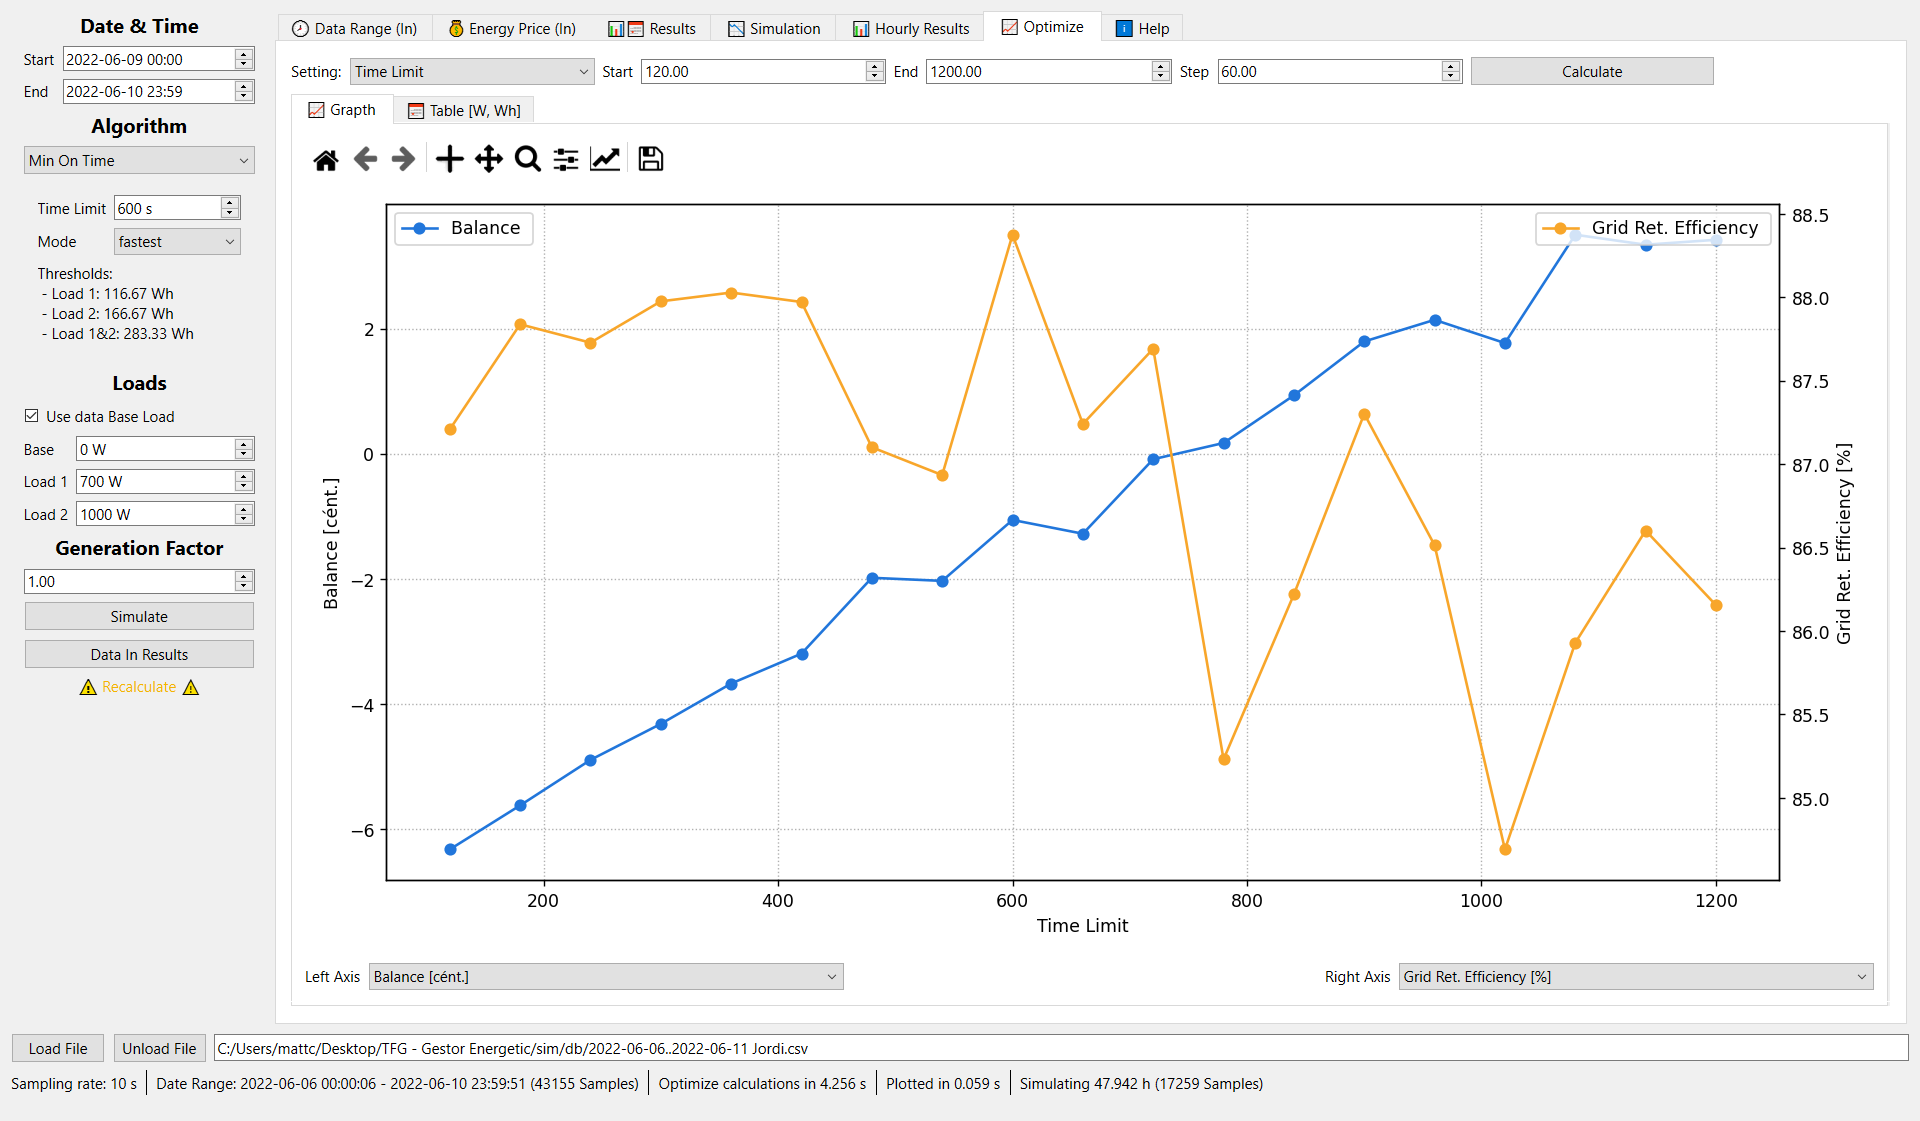 Date & Time
Start 2022-06-09 00:00
End 2022-06-10 23:59
Algorithm
Min On Time
Time Limit 600 s
Mode fastest
Thresholds:
- Load 1: 116.67 Wh
- Load 2: 166.67 Wh
- Load 1&2: 283.33 Wh
Loads
Use data Base Load
Base 0 W
Load 1 700 W
Load 2 1000 W
Generation Factor
1.00
Simulate
Data In Results
Recalculate
Data Range (In) Energy Price (In) Results Simulation Hourly Results Optimize Help
Setting: Time Limit Start 120.00 End 1200.00 Step 60.00 Calculate
Grapth Table [W, Wh]
Balance
Grid Ret. Efficiency
Balance [cént.]
2
0
−2
−4
−6
88.5
88.0
87.5
87.0
86.5
86.0
85.5
85.0
Grid Ret. Efficiency [%]
200 400 600 800 1000 1200
Time Limit
Left Axis Balance [cént.] Right Axis Grid Ret. Efficiency [%]
Load File Unload File C:/Users/mattc/Desktop/TFG - Gestor Energetic/sim/db/2022-06-06..2022-06-11 Jordi.csv
Sampling rate: 10 s Date Range: 2022-06-06 00:00:06 - 2022-06-10 23:59:51 (43155 Samples) Optimize calculations in 4.256 s Plotted in 0.059 s Simulating 47.942 h (17259 Samples)